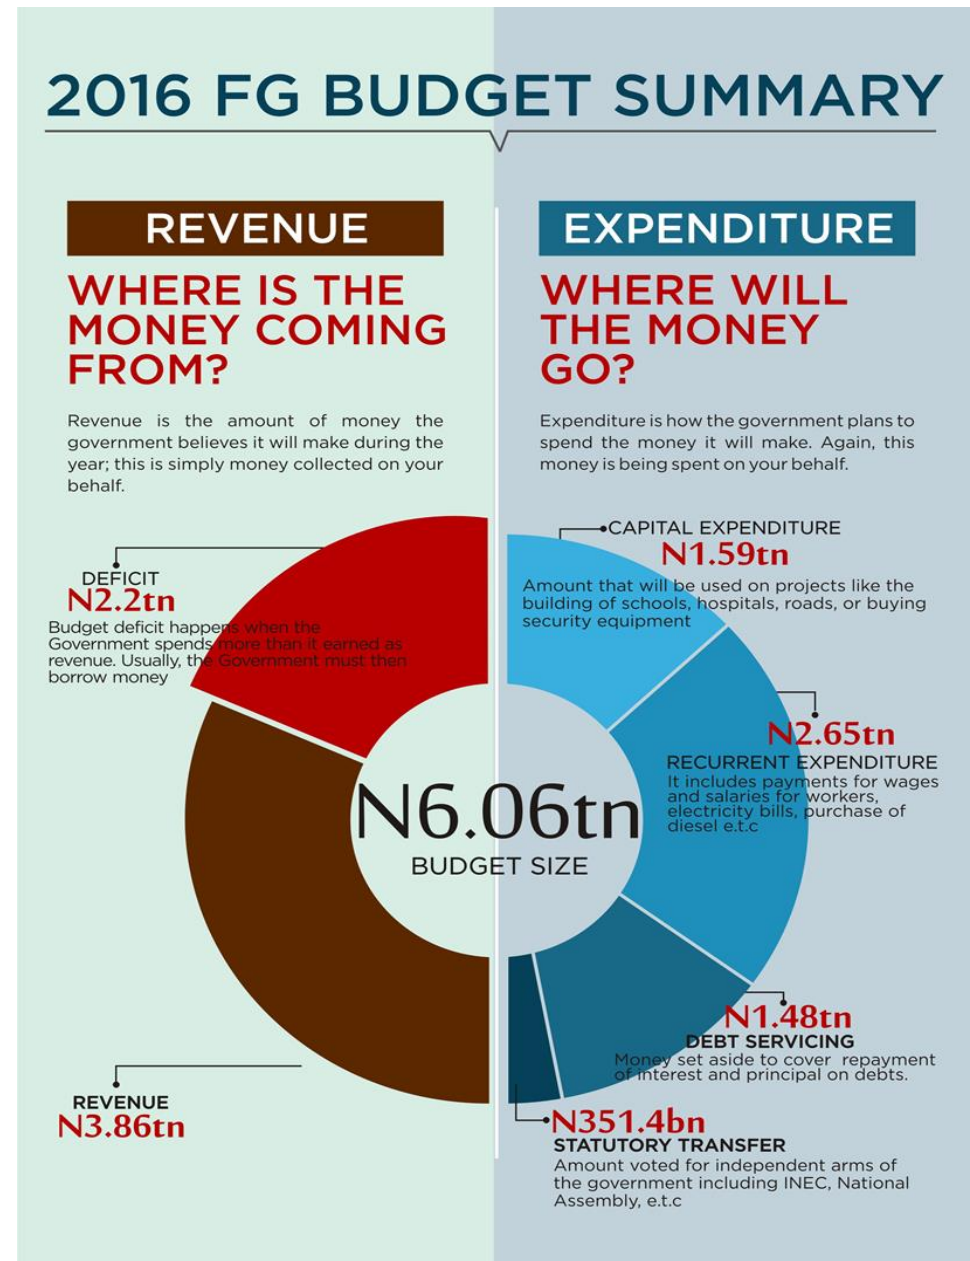 2016 FG BUDGET SUMMARY
REVENUE
WHERE IS THE
MONEY COMING
FROM?
Revenue is the amount of money the
government believes it will make during the
year; this is simply money collected on your
behalf.
DEFICIT
N2.2tn
Budget deficit happens when the
Government spends more than it earned as
revenue. Usually, the Government must then
borrow money
REVENUE
N3.86tn
N6.06tn
BUDGET SIZE
EXPENDITURE
WHERE WILL
THE MONEY
GO?
Expenditure is how the government plans to
spend the money it will make. Again, this
money is being spent on your behalf.
CAPITAL EXPENDITURE
N1.59tn
Amount that will be used on projects like the
building of schools, hospitals, roads, or buying
security equipment
N2.65tn
RECURRENT EXPENDITURE
It includes payments for wages
and salaries for workers,
electricity bills, purchase of
diesel e.t.c
N1.48tn
DEBT SERVICING
Money set aside to cover repayment
of interest and principal on debts.
N351.4bn
STATUTORY TRANSFER
Amount voted for independent arms of
the government including INEC, National
Assembly, e.t.c